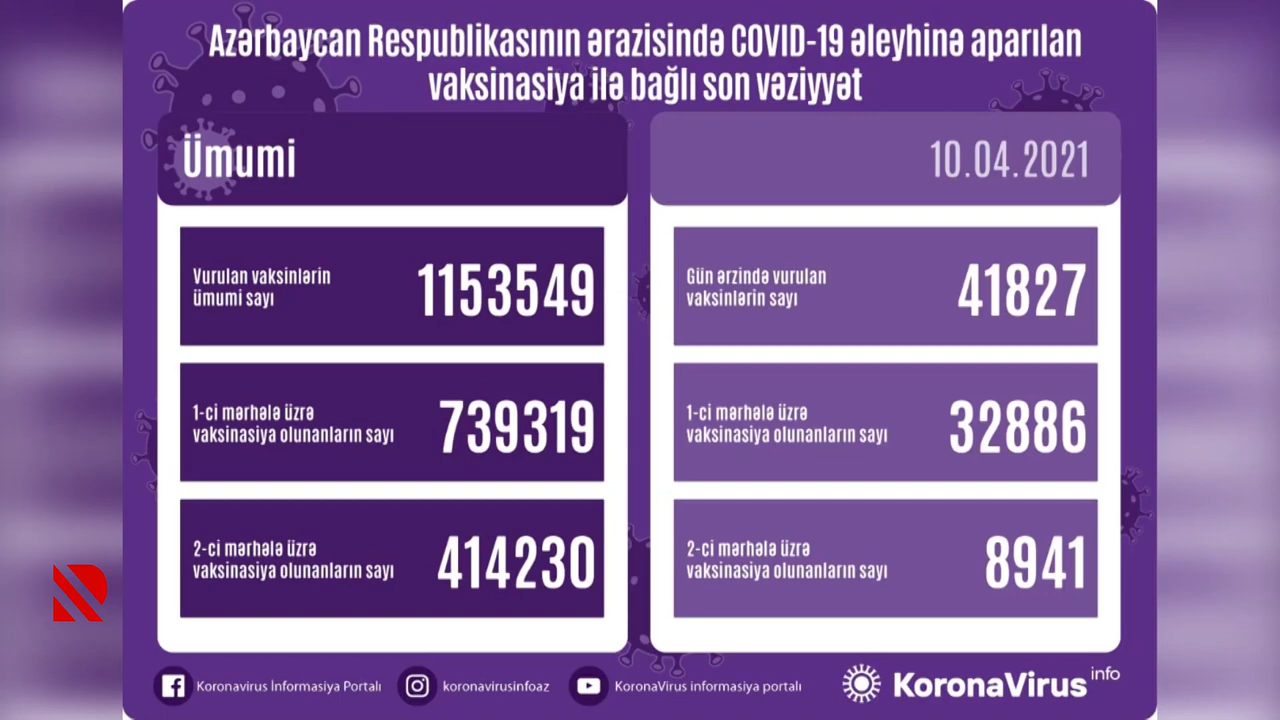 Azərbaycan Respublikasının ərazisində COVID-19 əleyhinə aparılan
vaksinasiya ilə bağlı son vəziyyət
Ümumi
Vurulan vaksinlərin
ümumi sayı
1153549
1-ci mərhələ üzrə
vaksinasiya olunanların sayı
739319
2-ci mərhələ üzrə
vaksinasiya olunanların sayı
414230
10.04.2021
Gün ərzində vurulan
vaksinlərin sayı
41827
1-ci mərhələ üzrə
vaksinasiya olunanların sayı
32886
2-ci mərhələ üzrə
vaksinasiya olunanların sayı
8941
Koronavirus İnformasiya Portalı
koronavirusinfoaz
KoronaVirus informasiya portalı
KoronaVirus info